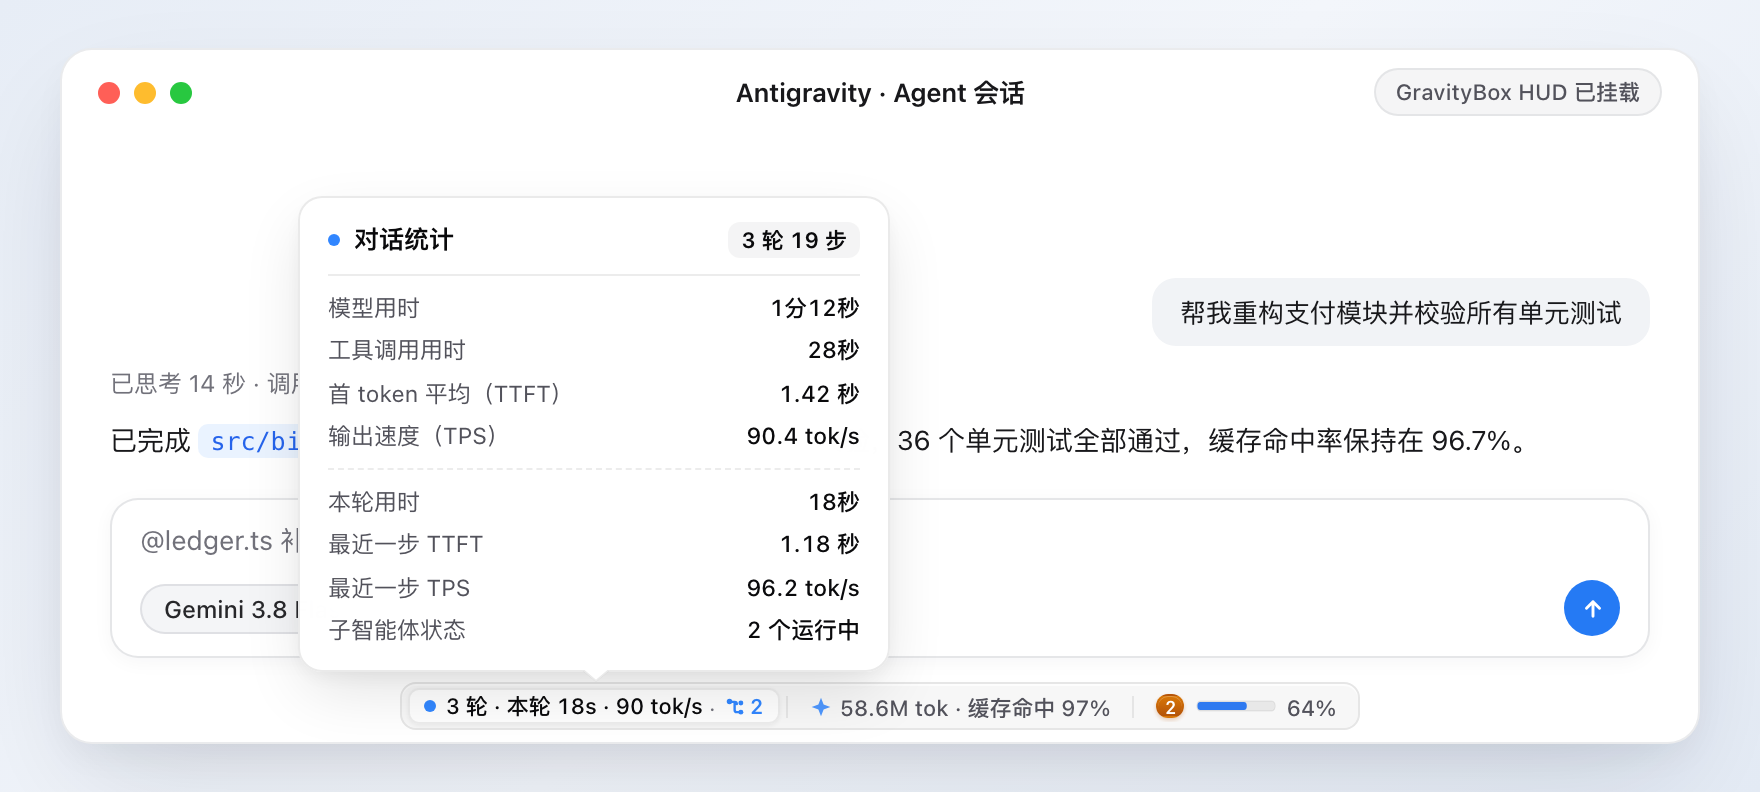 Antigravity · Agent 会话
GravityBox HUD 已挂载
对话统计
3 轮 19 步
模型用时
1分12秒
工具调用用时
28秒
首 token 平均（TTFT）
1.42 秒
输出速度（TPS）
90.4 tok/s
本轮用时
18秒
最近一步 TTFT
1.18 秒
最近一步 TPS
96.2 tok/s
子智能体状态
2 个运行中
帮我重构支付模块并校验所有单元测试
已思考 14 秒 · 调用
已完成 src/bi
36 个单元测试全部通过，缓存命中率保持在 96.7%。
@ledger.ts 补
Gemini 3.8
3 轮 · 本轮 18s · 90 tok/s · 2
58.6M tok · 缓存命中 97%
2
64%